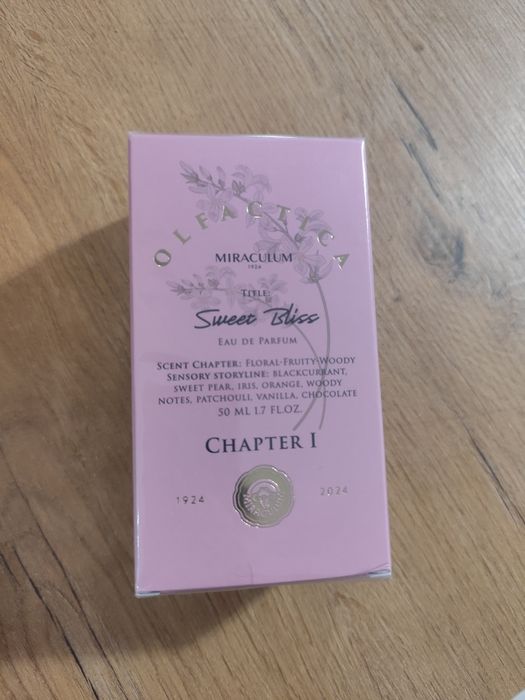 OLFACTICA
MIRACULUM
1924
TITLE:
Sweet Bliss
EAU DE PARFUM
SCENT CHAPTER: FLORAL-FRUITY-WOODY
SENSORY STORYLINE: BLACKCURRANT,
SWEET PEAR, IRIS, ORANGE, WOODY
NOTES, PATCHOULI, VANILLA, CHOCOLATE
50 ML 1.7 FL.OZ.
CHAPTER I
1924
2024
MIRACULUM